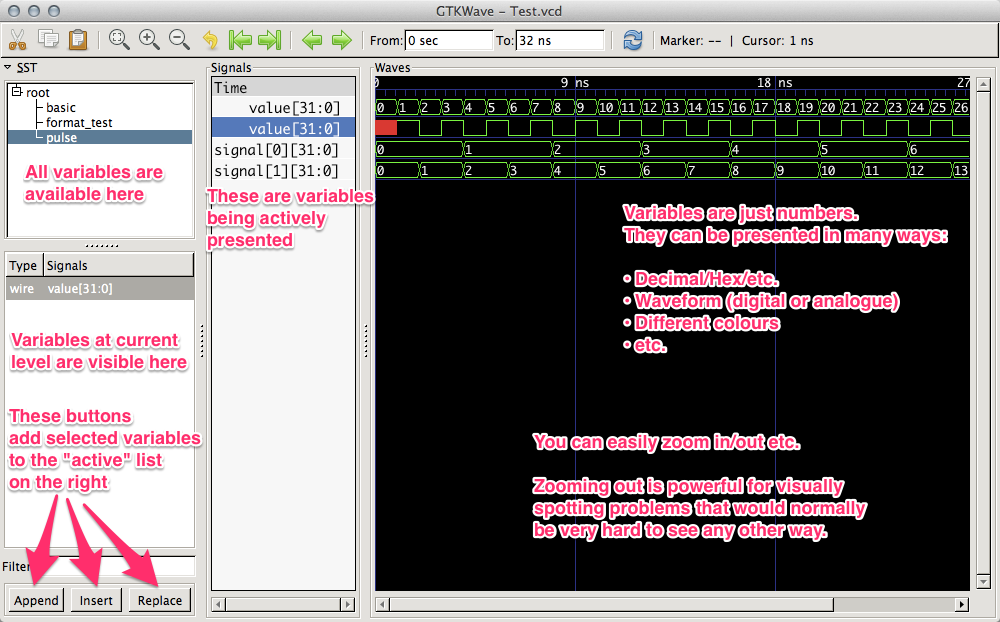 GTKWave - Test.vcd
From: 0 sec To: 32 ns Marker: -- | Cursor: 1 ns
SST
root
basic
format_test
pulse
All variables are
available here
Type Signals
wire value[31:0]
Variables at current
level are visible here
These buttons
add selected variables
to the "active" list
on the right
Filter
Append Insert Replace
Signals
Time
value[31:0]
value[31:0]
signal[0][31:0]
signal[1][31:0]
These are variables
being actively
presented
Waves
0 9 ns 18 ns 27
0 1 2 3 4 5 6 7 8 9 10 11 12 13 14 15 16 17 18 19 20 21 22 23 24 25 26
0 1 2 3 4 5 6
0 1 2 3 4 5 6 7 8 9 10 11 12 13
Variables are just numbers.
They can be presented in many ways:
• Decimal/Hex/etc.
• Waveform (digital or analogue)
• Different colours
• etc.
You can easily zoom in/out etc.
Zooming out is powerful for visually
spotting problems that would normally
be very hard to see any other way.